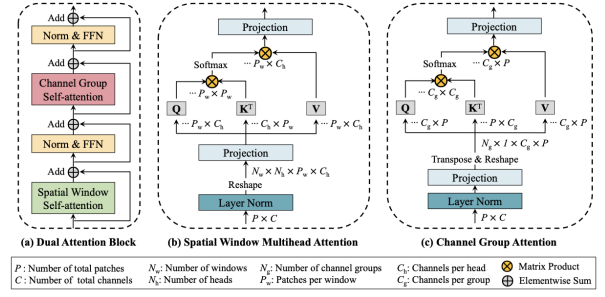 Add
Norm & FFN
Add
Channel Group
Self-attention
Add
Norm & FFN
Add
Spatial Window
Self-attention
(a) Dual Attention Block
Projection
··· Pw × Ch
Softmax
··· Pw × Pw
Q
K^T
V
··· Pw × Ch
··· Ch × Pw
··· Pw × Ch
Projection
Nw × Nh × Pw × Ch
Reshape
Layer Norm
P × C
(b) Spatial Window Multihead Attention
Projection
··· Cg × P
Softmax
··· Cg × Cg
Q
K^T
V
··· Cg × P
··· P × Cg
··· Cg × P
Ng × 1 × Cg × P
Transpose & Reshape
Projection
Layer Norm
P × C
(c) Channel Group Attention
P : Number of total patches
Nw: Number of windows
Ng: Number of channel groups
Ch: Channels per head
Matrix Product
C : Number of total channels
Nh: Number of heads
Pw: Patches per window
Cg: Channels per group
Elementwise Sum